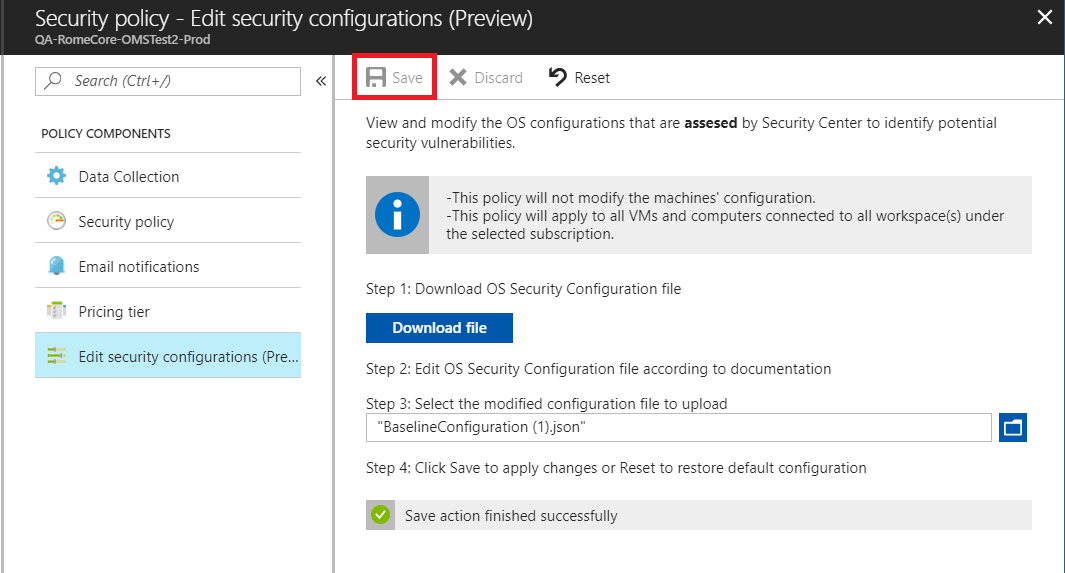 Security policy - Edit security configurations (Preview)
QA-RomeCore-OMSTest2-Prod
Search (Ctrl+/)
POLICY COMPONENTS
Data Collection
Security policy
Email notifications
Pricing tier
Edit security configurations (Pre...
Save
Discard
Reset
View and modify the OS configurations that are assesed by Security Center to identify potential
security vulnerabilities.
-This policy will not modify the machines' configuration.
-This policy will apply to all VMs and computers connected to all workspace(s) under
the selected subscription.
Step 1: Download OS Security Configuration file
Download file
Step 2: Edit OS Security Configuration file according to documentation
Step 3: Select the modified configuration file to upload
"BaselineConfiguration (1).json"
Step 4: Click Save to apply changes or Reset to restore default configuration
Save action finished successfully